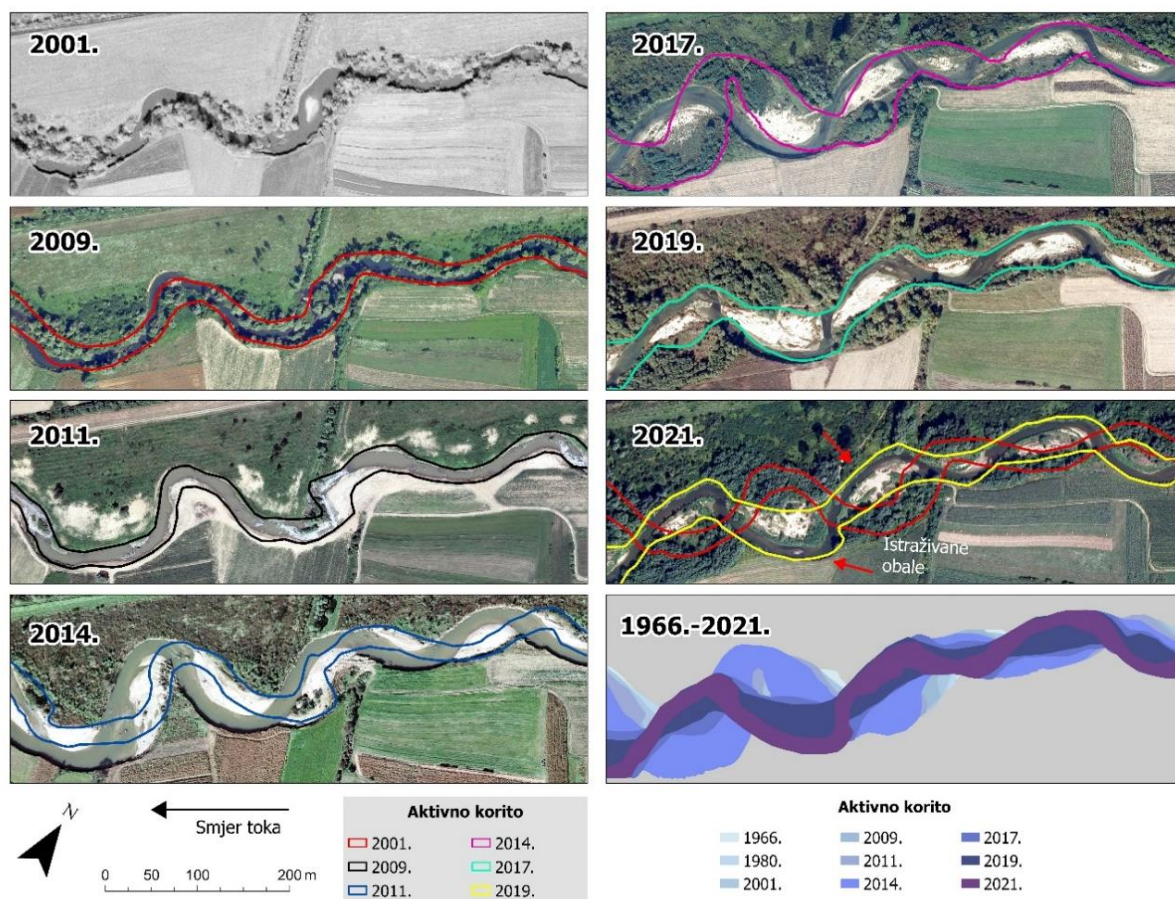 2001.
2009.
2011.
2014.
2017.
2019.
2021.
Istraživane
obale
1966.-2021.
N
Smjer toka
0 50 100 200 m
Aktivno korito
2001. 2014.
2009. 2017.
2011. 2019.
Aktivno korito
1966. 2009. 2017.
1980. 2011. 2019.
2001. 2014. 2021.